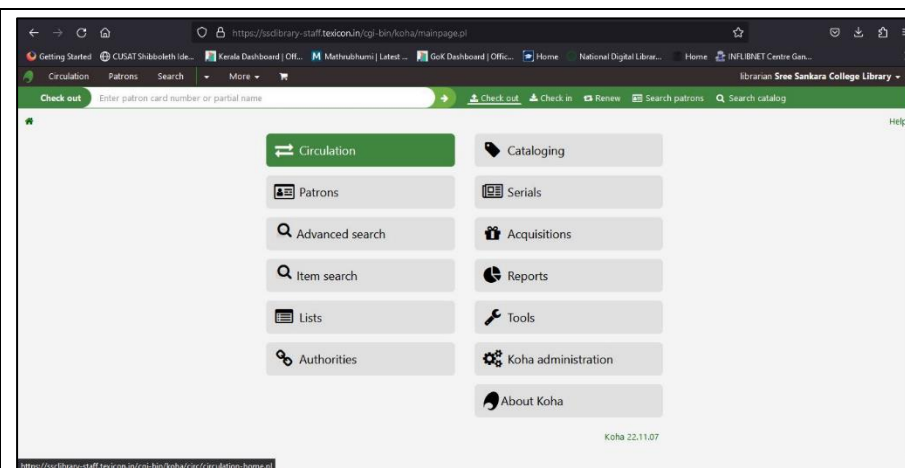 https://ssclibrary-staff.texicon.in/cgi-bin/koha/mainpage.pl
Getting Started CUSAT Shibboleth Ide... Kerala Dashboard | Off... Mathrubhumi | Latest ... GoK Dashboard | Offic... Home National Digital Librar... Home INFLIBNET Centre Gan...
Circulation Patrons Search More librarian Sree Sankara College Library
Check out Enter patron card number or partial name Check out Check in Renew Search patrons Search catalog
Help
Circulation Cataloging
Patrons Serials
Advanced search Acquisitions
Item search Reports
Lists Tools
Authorities Koha administration
About Koha
Koha 22.11.07
https://ssclibrary-staff.texicon.in/cgi-bin/koha/circ/circulation-home.pl